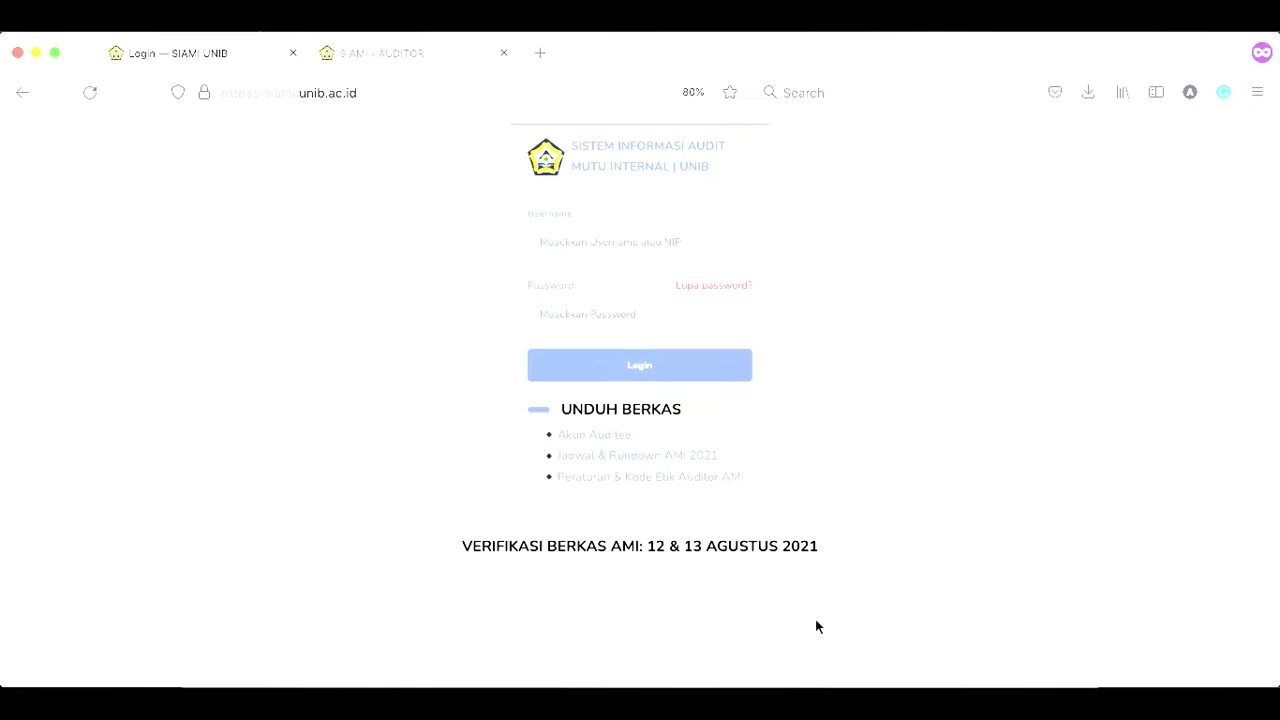 Login — SIAMI UNIB
SIAMI - AUDITOR
https://siami.unib.ac.id
80%
Search
SISTEM INFORMASI AUDIT
MUTU INTERNAL | UNIB
Username
Masukkan Username atau NIP
Password
Lupa password?
Masukkan Password
Login
UNDUH BERKAS
Akun Auditee
Jadwal & Rundown AMI 2021
Peraturan & Kode Etik Auditor AMI
VERIFIKASI BERKAS AMI: 12 & 13 AGUSTUS 2021